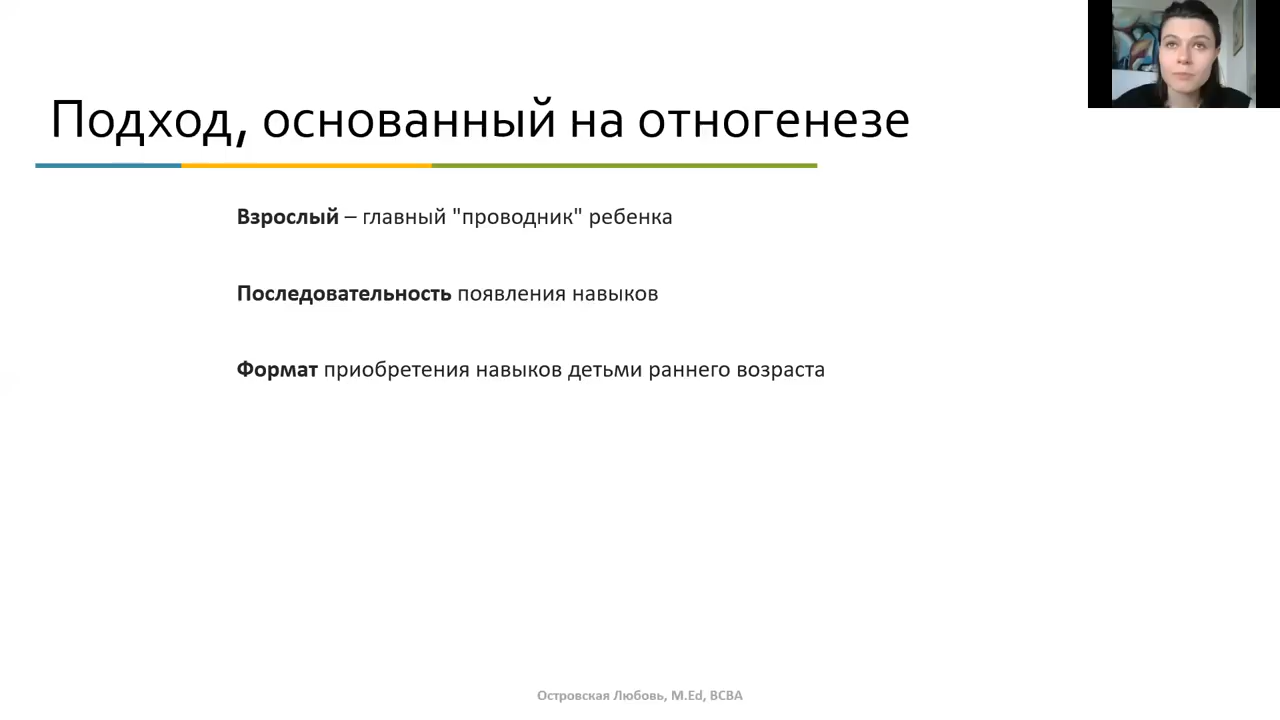 Подход, основанный на отногенезе
Взрослый – главный "проводник" ребенка
Последовательность появления навыков
Формат приобретения навыков детьми раннего возраста
Островская Любовь, M.Ed, BCBA